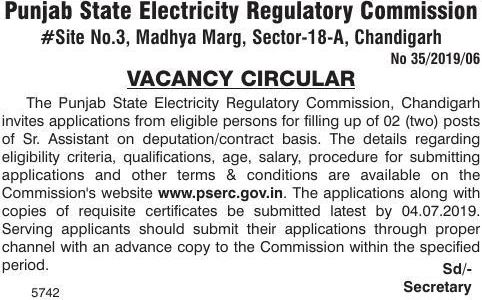 Punjab State Electricity Regulatory Commission
#Site No.3, Madhya Marg, Sector-18-A, Chandigarh
No 35/2019/06
VACANCY CIRCULAR
The Punjab State Electricity Regulatory Commission, Chandigarh
invites applications from eligible persons for filling up of 02 (two) posts
of Sr. Assistant on deputation/contract basis. The details regarding
eligibility criteria, qualifications, age, salary, procedure for submitting
applications and other terms & conditions are available on the
Commission's website www.pserc.gov.in. The applications along with
copies of requisite certificates be submitted latest by 04.07.2019.
Serving applicants should submit their applications through proper
channel with an advance copy to the Commission within the specified
period.
Sd/-
Secretary
5742